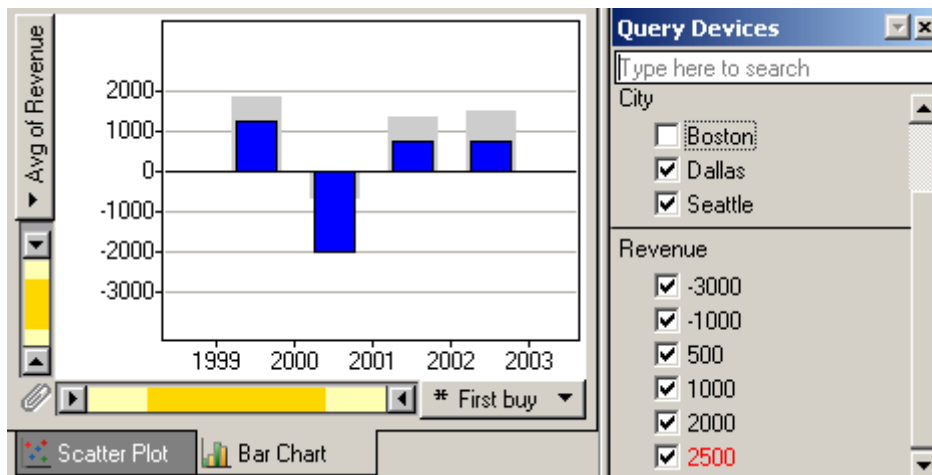 Avg of Revenue
2000
1000
0
-1000
-2000
-3000
1999 2000 2001 2002 2003
* First buy
Scatter Plot
Bar Chart
Query Devices
Type here to search
City
Boston
Dallas
Seattle
Revenue
-3000
-1000
500
1000
2000
2500